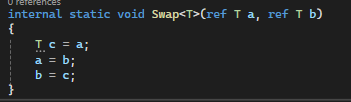 0 references
internal static void Swap<T>(ref T a, ref T b)
{
T c = a;
a = b;
b = c;
}